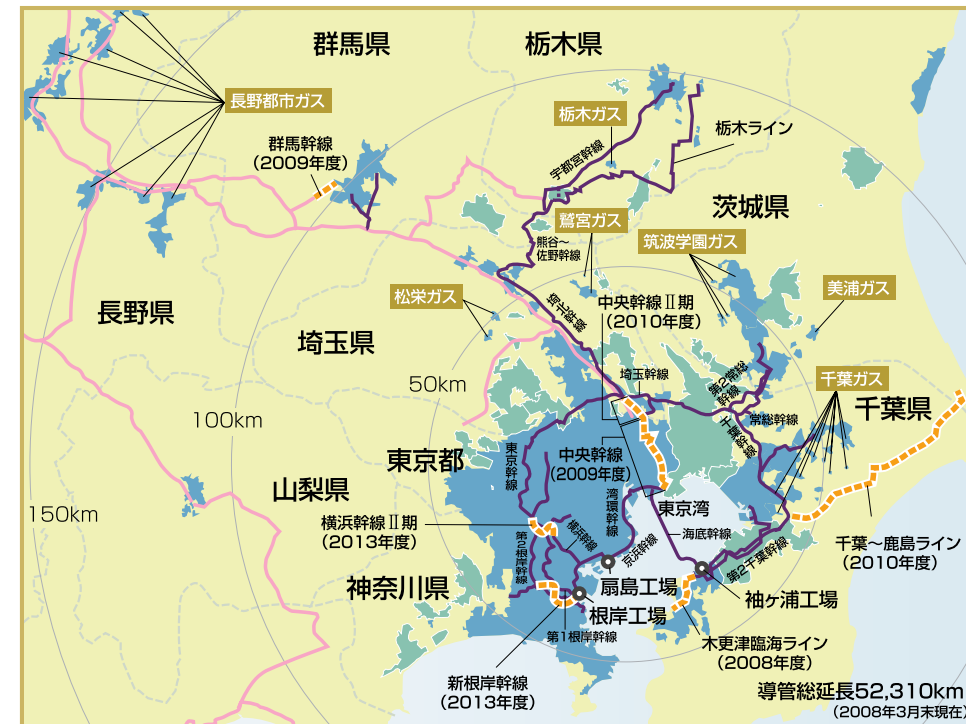 群馬県
栃木県
長野都市ガス
栃木ガス
栃木ライン
群馬幹線
（2009年度）
宇都宮幹線
茨城県
鷲宮ガス
筑波学園ガス
熊谷～
佐野幹線
美浦ガス
松栄ガス
埼北幹線
中央幹線Ⅱ期
（2010年度）
長野県
埼玉県
50km
埼玉幹線
第2常総
幹線
千葉ガス
千葉県
100km
千葉幹線
常総幹線
東京都
東京幹線
中央幹線
（2009年度）
山梨県
湾環幹線
東京湾
150km
横浜幹線Ⅱ期
（2013年度）
横浜幹線
海底幹線
第2根岸幹線
京浜幹線
第2千葉幹線
千葉～鹿島ライン
（2010年度）
神奈川県
扇島工場
袖ヶ浦工場
根岸工場
第1根岸幹線
木更津臨海ライン
（2008年度）
新根岸幹線
（2013年度）
導管総延長52,310km
（2008年3月末現在）